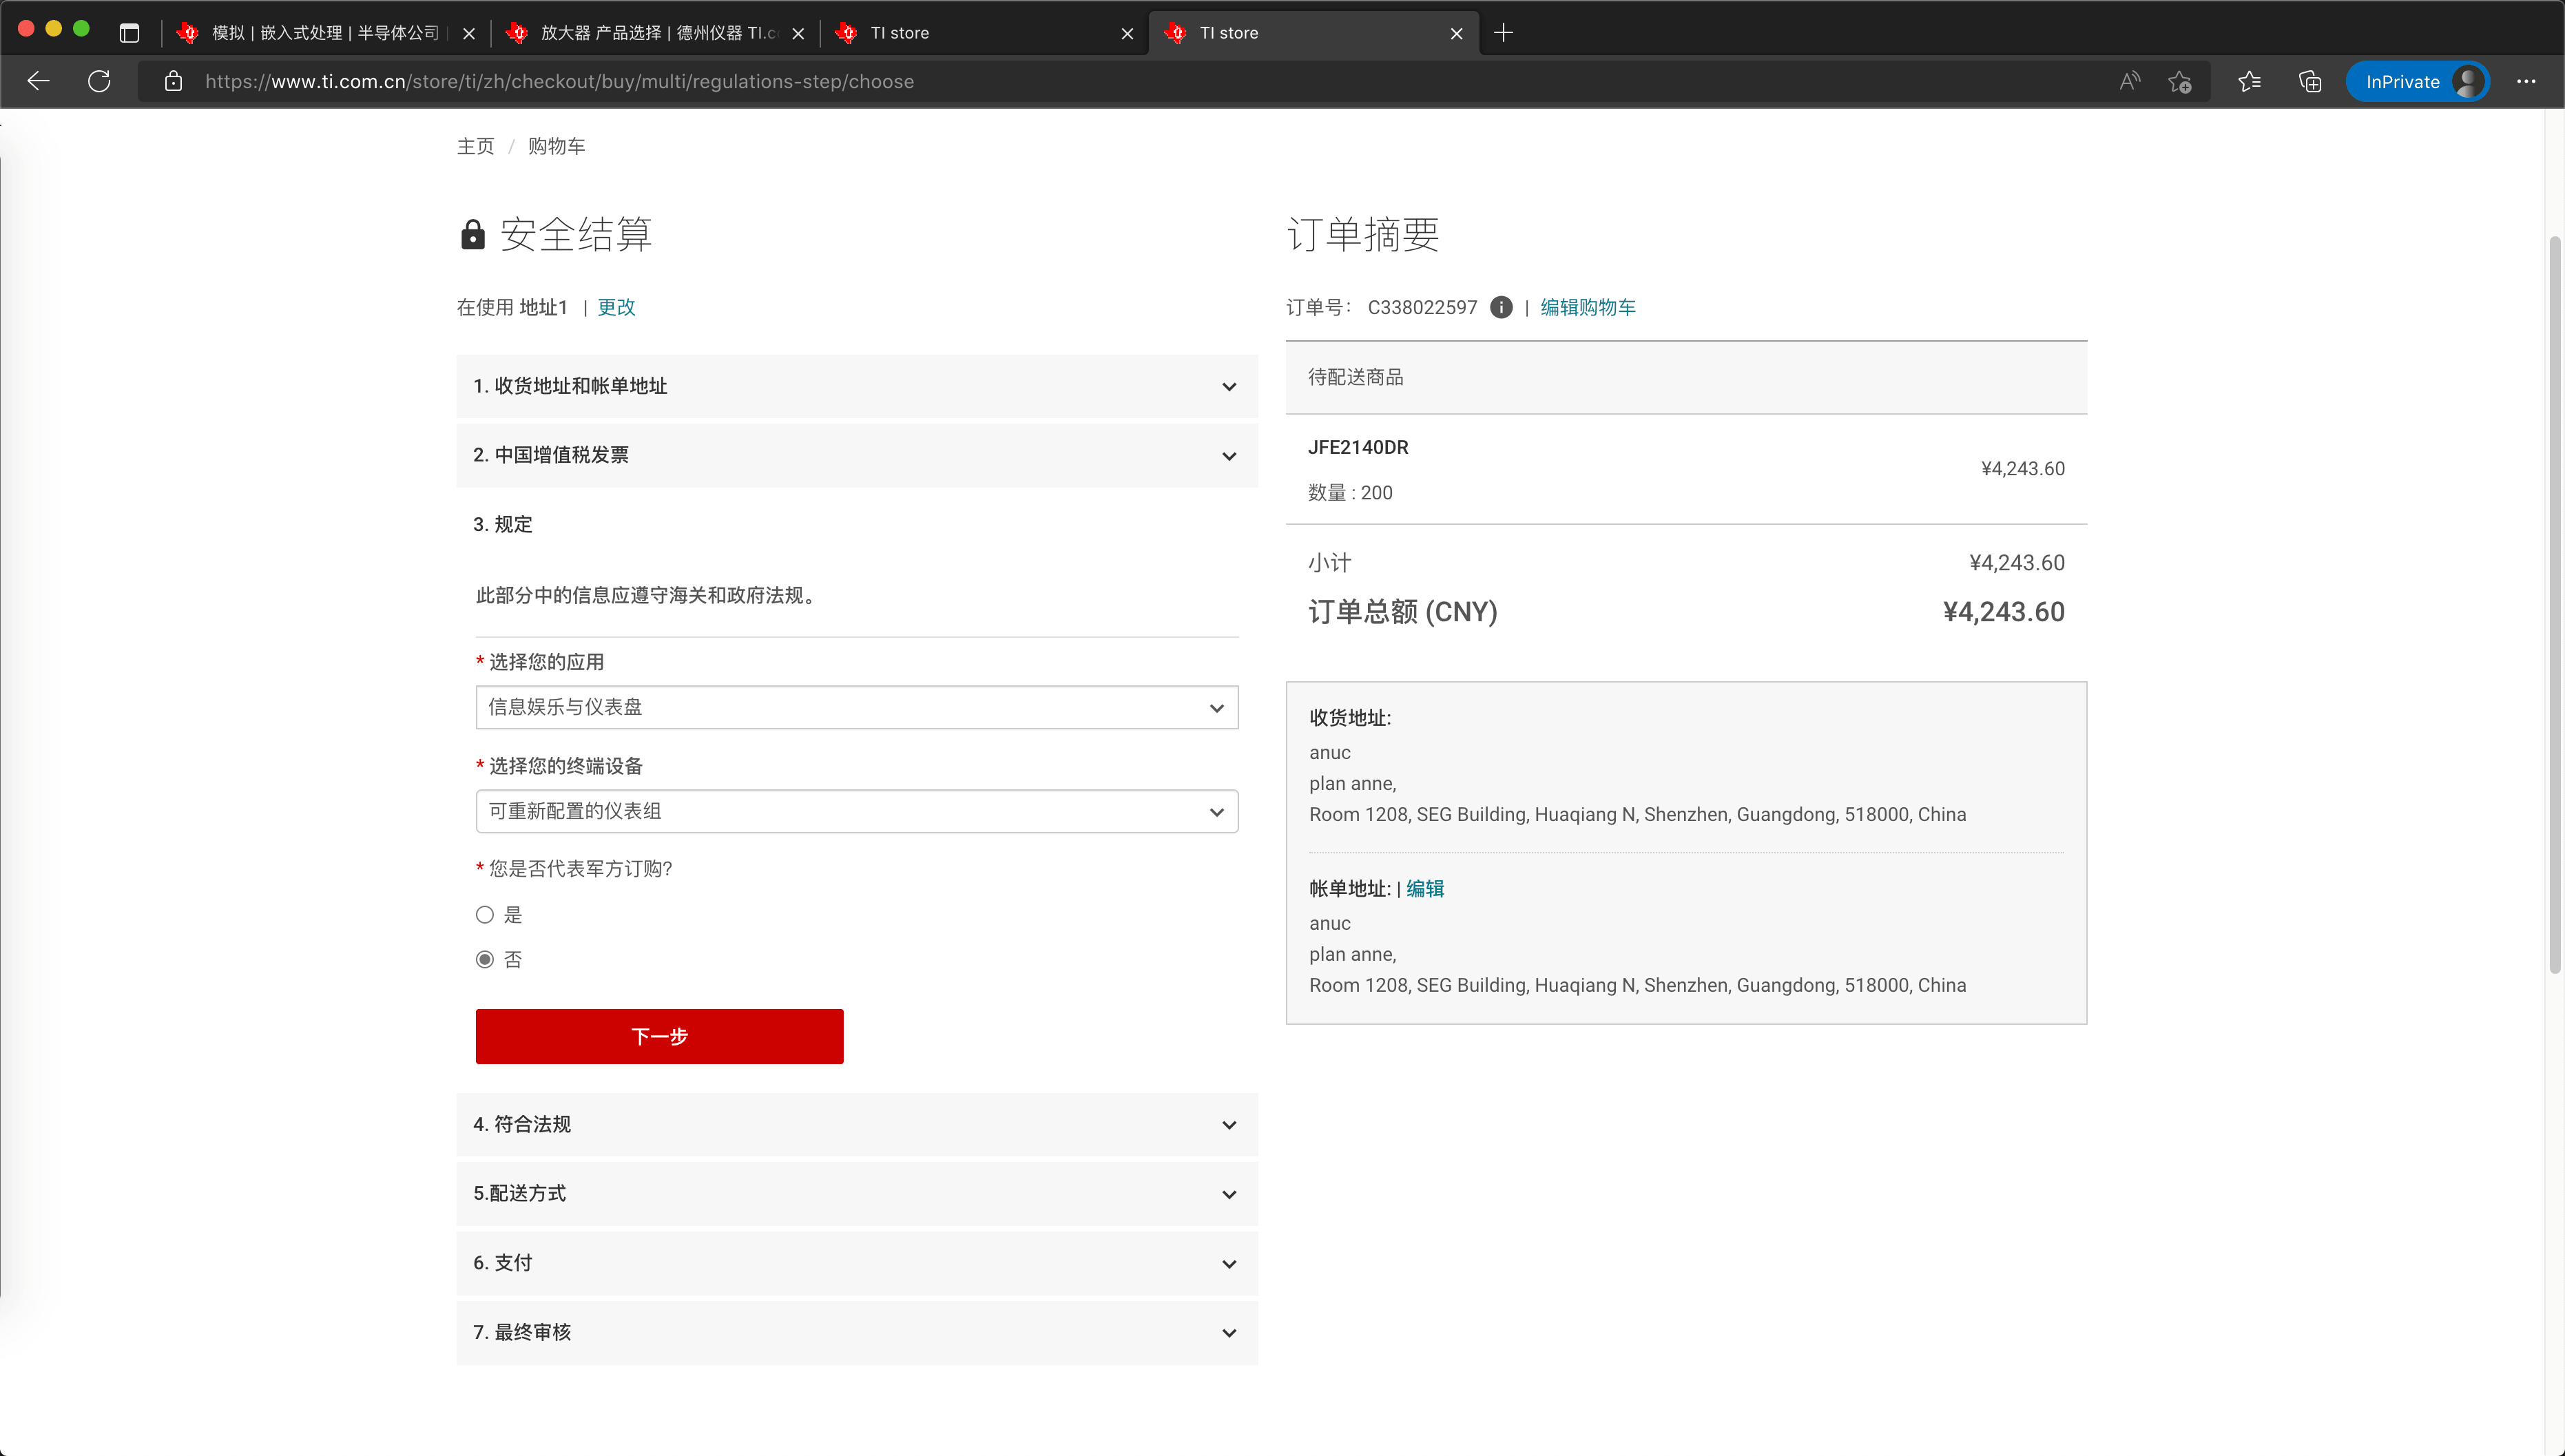 模拟 | 嵌入式处理 | 半导体公司
放大器 产品选择 | 德州仪器 TI.c
TI store
TI store
https://www.ti.com.cn/store/ti/zh/checkout/buy/multi/regulations-step/choose
InPrivate
主页 / 购物车
安全结算
在使用 地址1 | 更改
1. 收货地址和帐单地址
2. 中国增值税发票
3. 规定
此部分中的信息应遵守海关和政府法规。
* 选择您的应用
信息娱乐与仪表盘
* 选择您的终端设备
可重新配置的仪表组
* 您是否代表军方订购?
是
否
下一步
4. 符合法规
5.配送方式
6. 支付
7. 最终审核
订单摘要
订单号： C338022597 | 编辑购物车
待配送商品
JFE2140DR
¥4,243.60
数量 : 200
小计 ¥4,243.60
订单总额 (CNY) ¥4,243.60
收货地址:
anuc
plan anne,
Room 1208, SEG Building, Huaqiang N, Shenzhen, Guangdong, 518000, China
帐单地址: | 编辑
anuc
plan anne,
Room 1208, SEG Building, Huaqiang N, Shenzhen, Guangdong, 518000, China